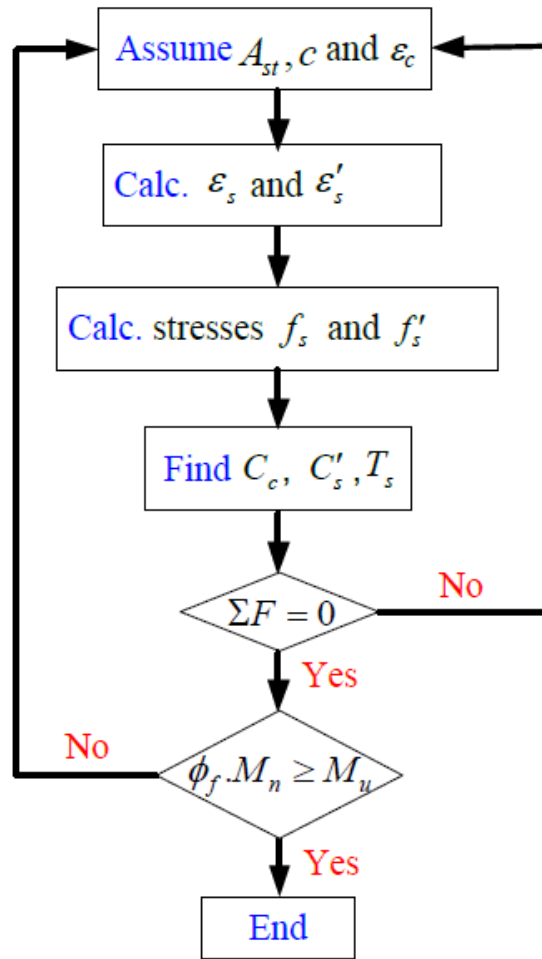 Assume A_st, c and ε_c
Calc. ε_s and ε′_s
Calc. stresses f_s and f′_s
Find C_c, C′_s, T_s
ΣF = 0
No
Yes
No
ϕ_f.M_n ≥ M_u
Yes
End